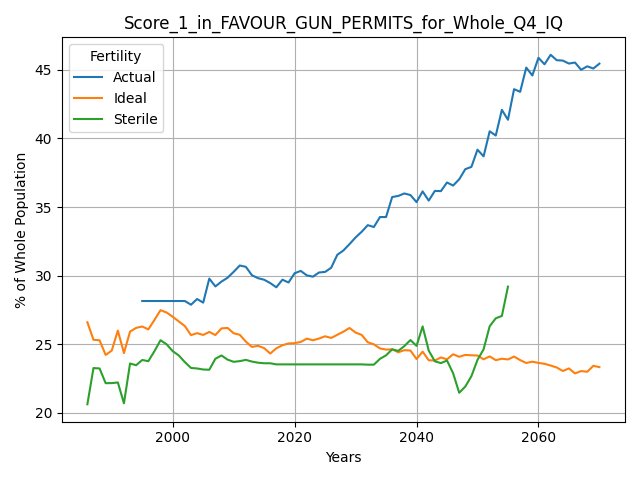 Score_1_in_FAVOUR_GUN_PERMITS_for_Whole_Q4_IQ
Fertility
Actual
Ideal
Sterile
% of Whole Population
45
40
35
30
25
20
2000
2020
2040
2060
Years